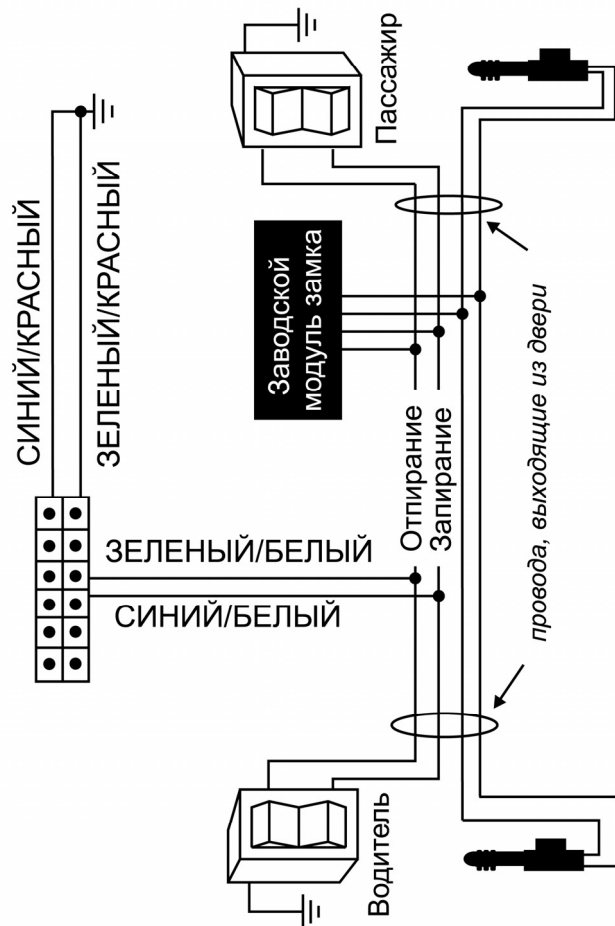 СИНИЙ/КРАСНЫЙ
ЗЕЛЕНЫЙ/КРАСНЫЙ
ЗЕЛЕНЫЙ/БЕЛЫЙ
СИНИЙ/БЕЛЫЙ
Водитель
Пассажир
Заводской
модуль замка
Отпирание
Запирание
провода, выходящие из двери